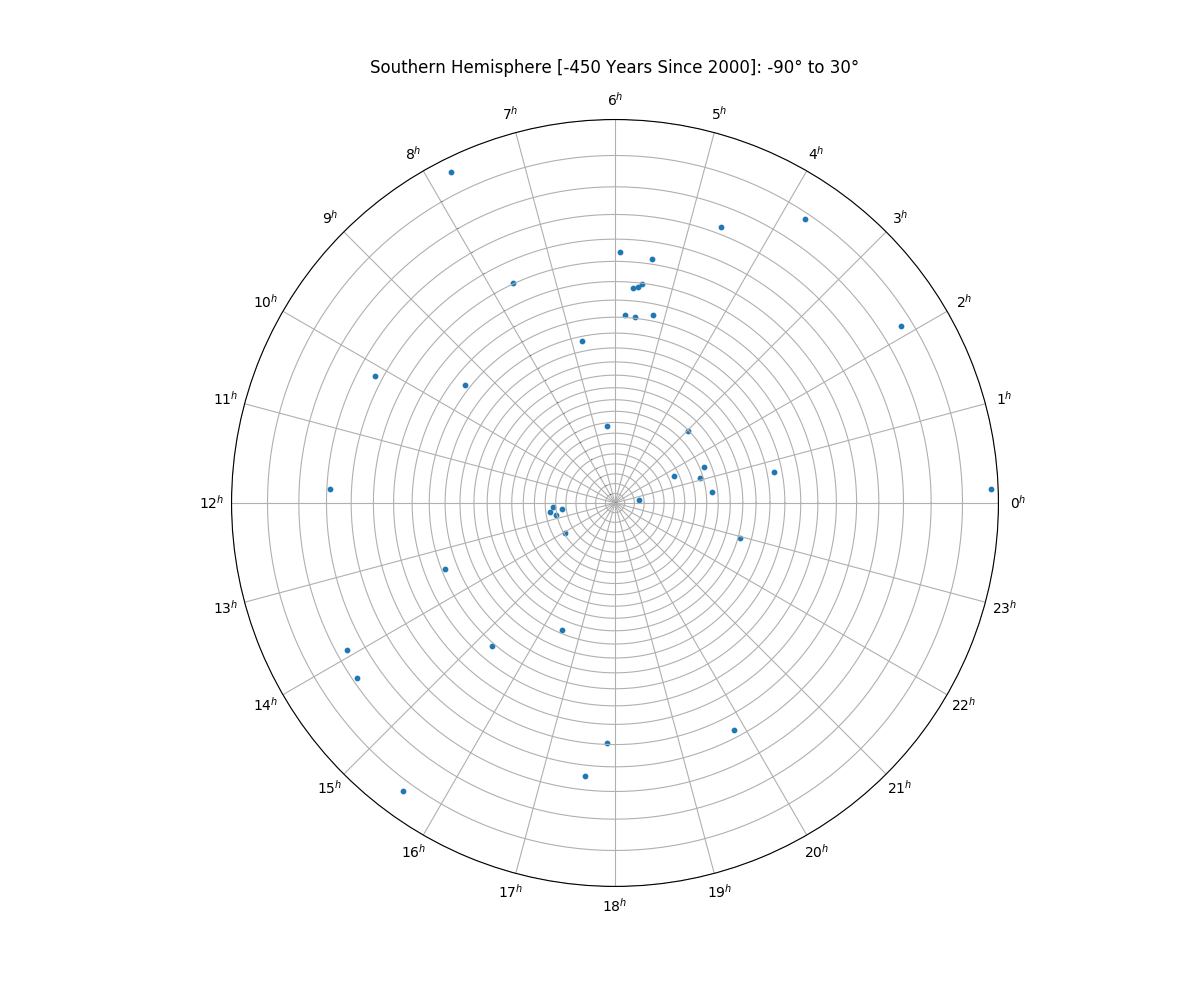 Southern Hemisphere [-450 Years Since 2000]: -90° to 30°
6ʰ
7ʰ
5ʰ
8ʰ
4ʰ
9ʰ
3ʰ
10ʰ
2ʰ
11ʰ
1ʰ
12ʰ
0ʰ
13ʰ
23ʰ
14ʰ
22ʰ
15ʰ
21ʰ
16ʰ
20ʰ
17ʰ
19ʰ
18ʰ